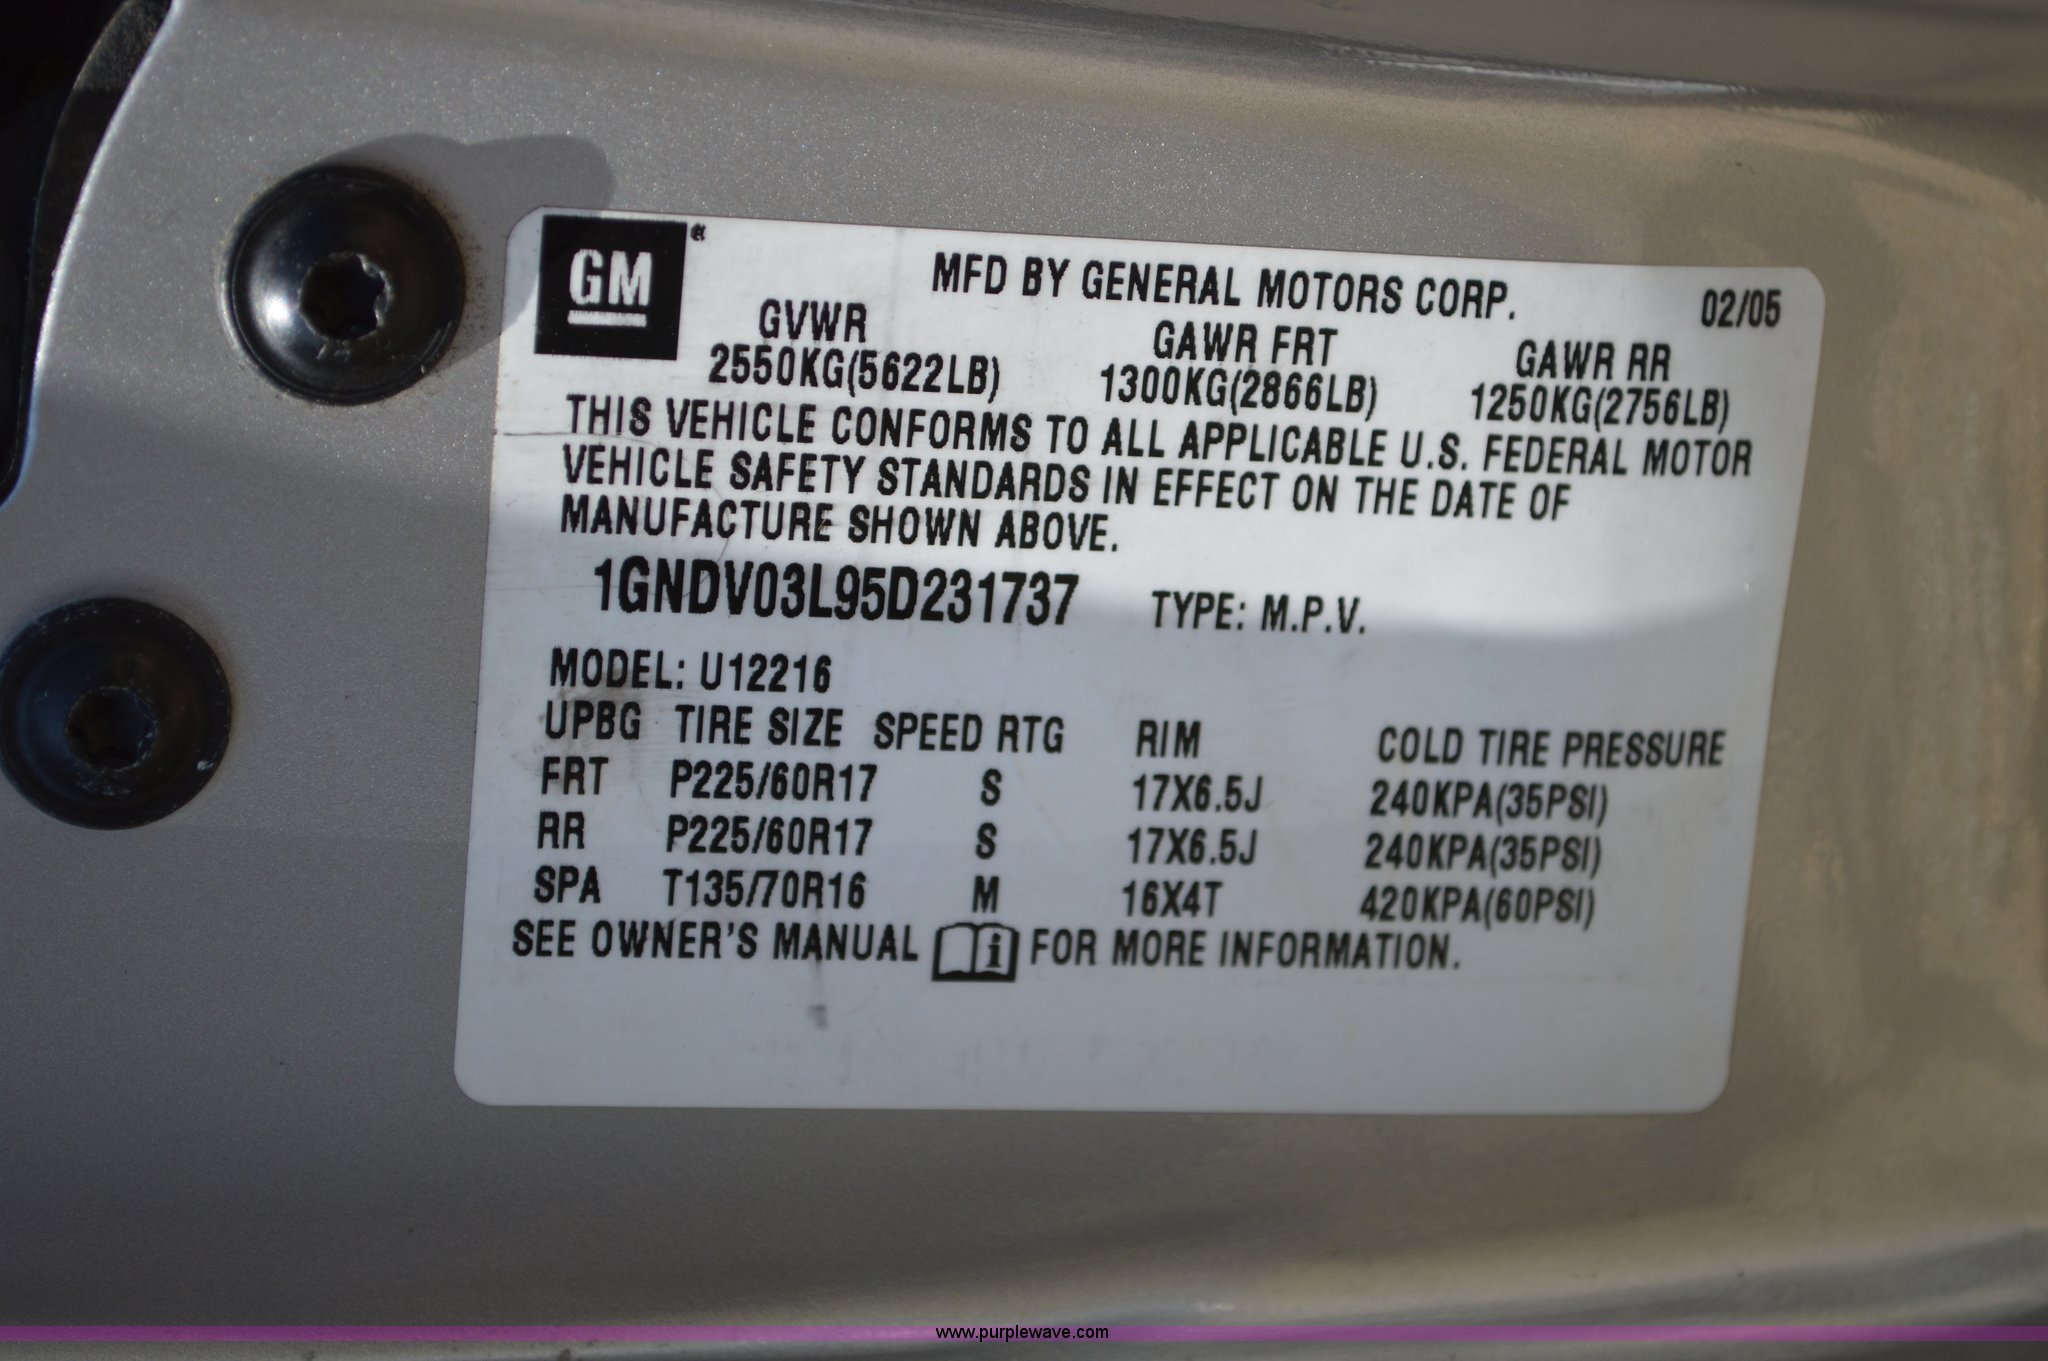 GM®
MFD BY GENERAL MOTORS CORP. 02/05
GVWR GAWR FRT GAWR RR
2550KG(5622LB) 1300KG(2866LB) 1250KG(2756LB)
THIS VEHICLE CONFORMS TO ALL APPLICABLE U.S. FEDERAL MOTOR
VEHICLE SAFETY STANDARDS IN EFFECT ON THE DATE OF
MANUFACTURE SHOWN ABOVE.
1GNDV03L95D231737 TYPE: M.P.V.
MODEL: U12216
UPBG TIRE SIZE SPEED RTG RIM COLD TIRE PRESSURE
FRT P225/60R17 S 17X6.5J 240KPA(35PSI)
RR P225/60R17 S 17X6.5J 240KPA(35PSI)
SPA T135/70R16 M 16X4T 420KPA(60PSI)
SEE OWNER'S MANUAL i FOR MORE INFORMATION.
www.purplewave.com